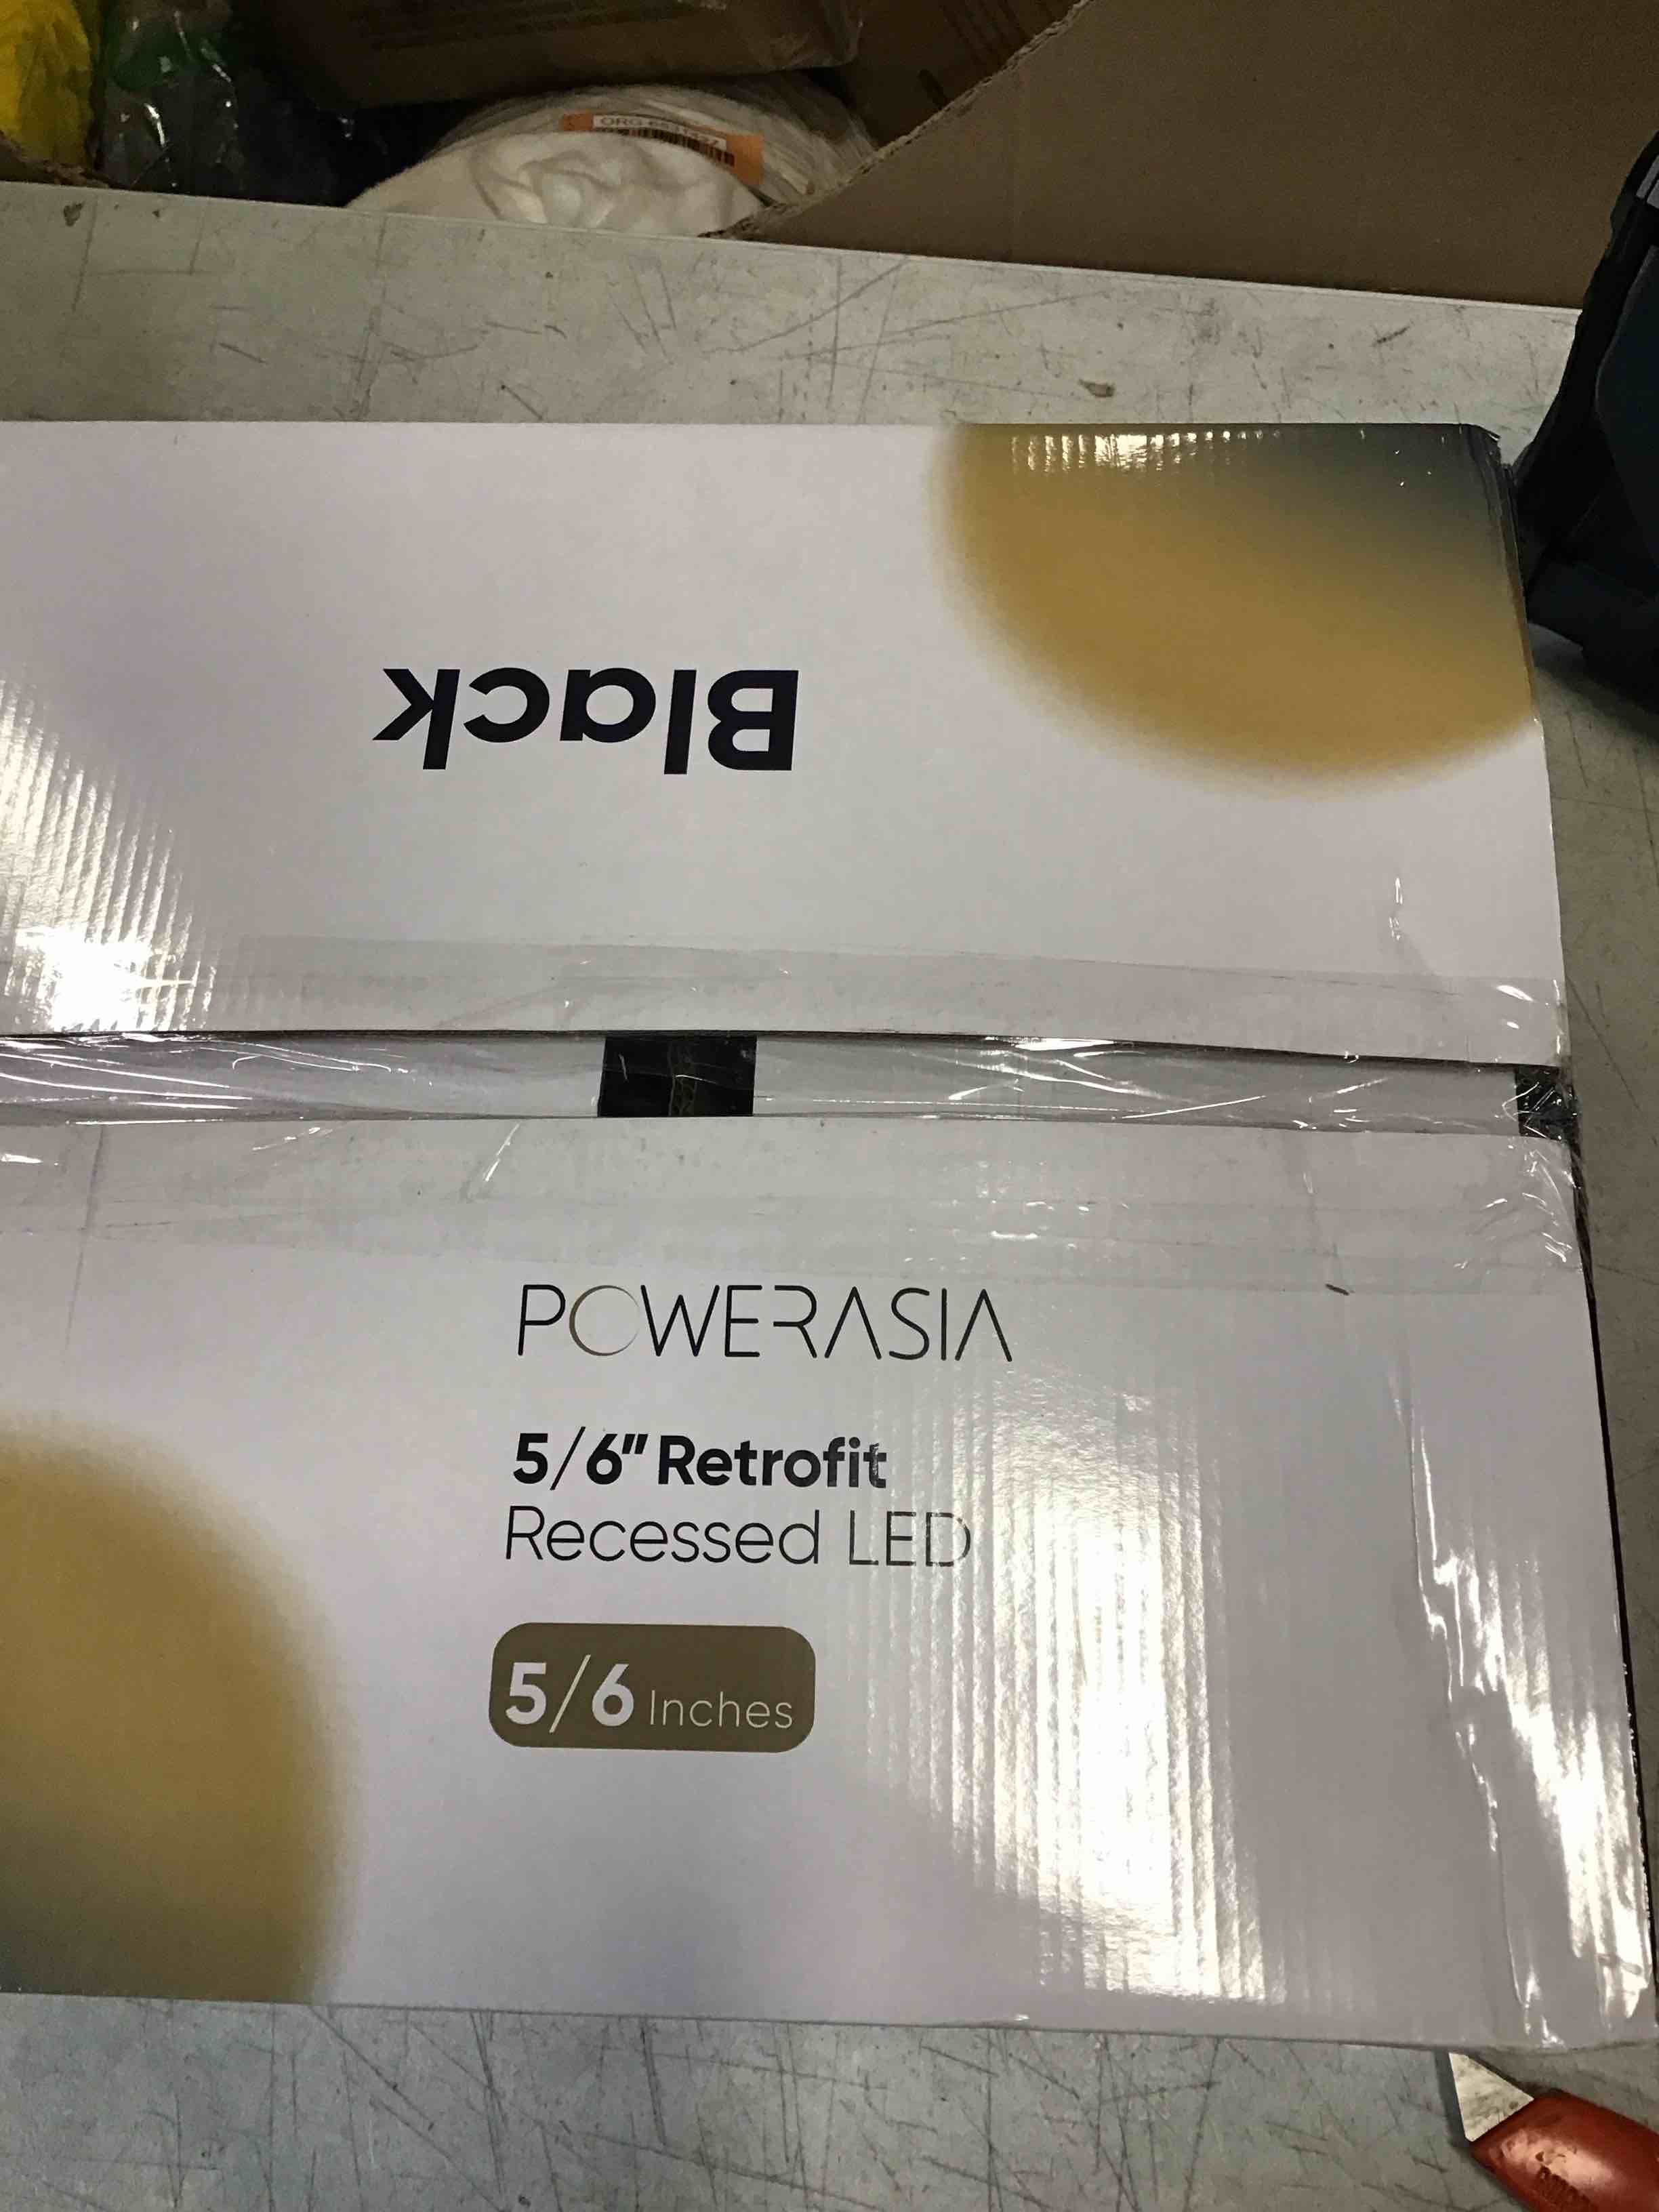 Black
POWERASIA
5/6" Retrofit
Recessed LED
5/6 Inches